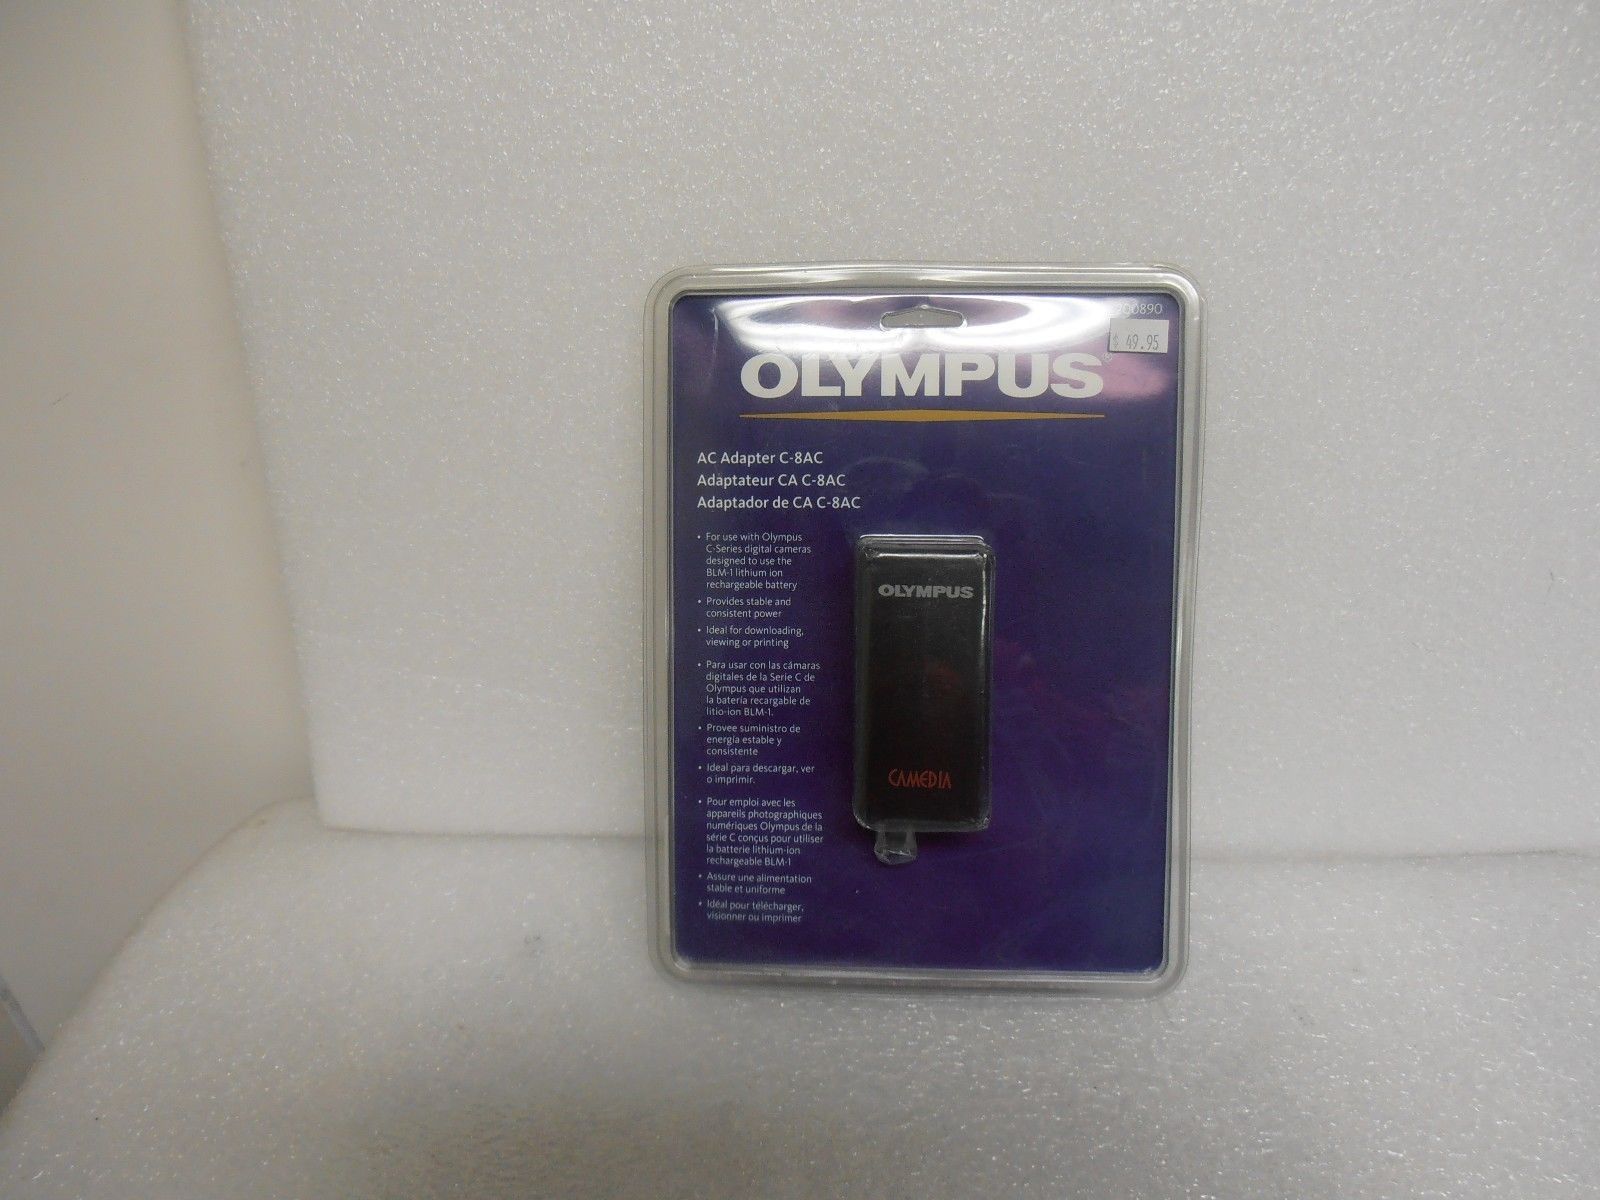 $ 49.95
OLYMPUS®
AC Adapter C-8AC
Adaptateur CA C-8AC
Adaptador de CA C-8AC
• For use with Olympus
C-Series digital cameras
designed to use the
BLM-1 lithium ion
rechargeable battery
• Provides stable and
consistent power
• Ideal for downloading,
viewing or printing
• Para usar con las cámaras
digitales de la Serie C de
Olympus que utilizan
la batería recargable de
litio-ion BLM-1.
• Provee suministro de
energía estable y
consistente
• Ideal para descargar, ver
o imprimir.
• Pour emploi avec les
appareils photographiques
numériques Olympus de la
série C conçus pour utiliser
la batterie lithium-ion
rechargeable BLM-1
• Assure une alimentation
stable et uniforme
• Idéal pour télécharger,
visionner ou imprimer
OLYMPUS
CAMEDIA